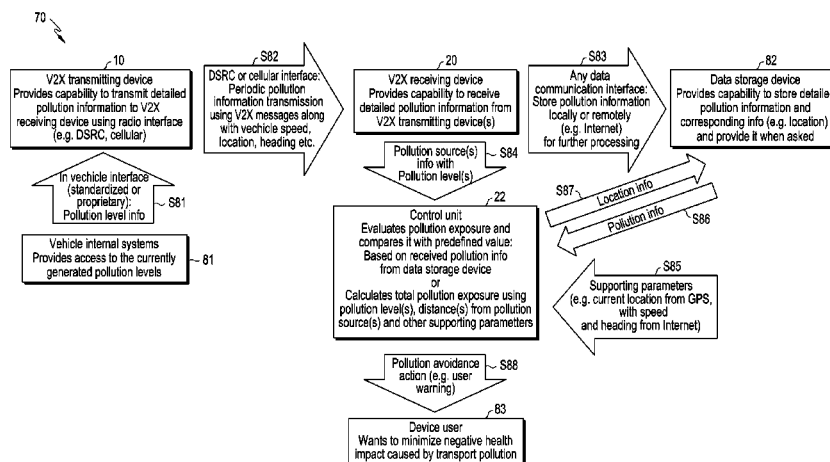 70
10
V2X transmitting device
Provides capability to transmit detailed
pollution information to V2X
receiving device using radio interface
(e.g. DSRC, cellular)
S82
DSRC or cellular interface:
Periodic pollution
information transmission
using V2X messages along
with vechicle speed,
location, heading etc.
20
V2X receiving device
Provides capability to receive
detailed pollution information from
V2X transmitting device(s)
S83
Any data
communication interface:
Store pollution information
locally or remotely
(e.g. Internet)
for further processing
82
Data storage device
Provides capability to store detailed
pollution information and
corresponding info (e.g. location)
and provide it when asked
In vechicle interface
(standardized or
proprietary):
Pollution level info
S81
Vehicle internal systems
Provides access to the currently
generated pollution levels
81
Pollution source(s)
info with
Pollution level(s)
S84
22
Control unit
Evaluates pollution exposure and
compares it with predefined value:
Based on received pollution info
from data storage device
or
Calculates total pollution exposure using
pollution level(s), distance(s) from pollution
source(s) and other supporting parameters
S87
Location info
Pollution info
S86
S85
Supporting parameters
(e.g. current location from GPS,
with speed
and heading from Internet)
Pollution avoidance
action (e.g. user
warning)
S88
83
Device user
Wants to minimize negative health
impact caused by transport pollution